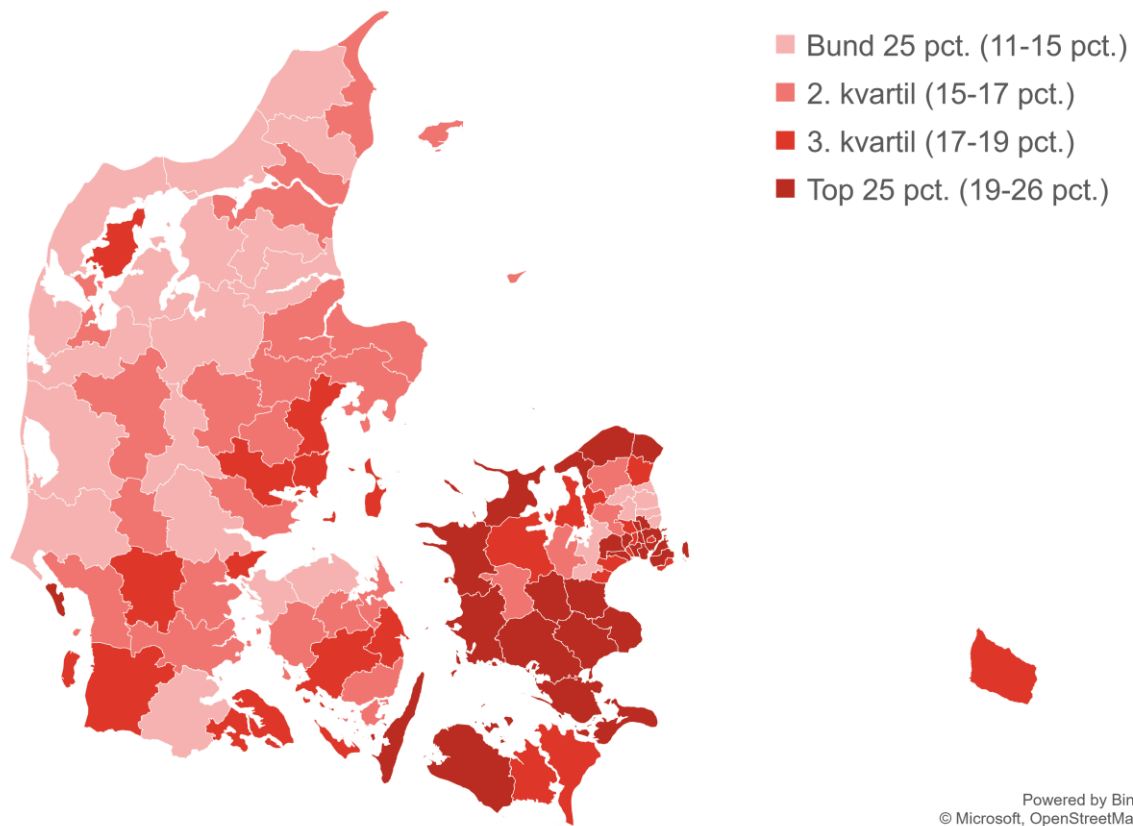 Bund 25 pct. (11-15 pct.)
2. kvartil (15-17 pct.)
3. kvartil (17-19 pct.)
Top 25 pct. (19-26 pct.)
Powered by Bin
© Microsoft, OpenStreetMa